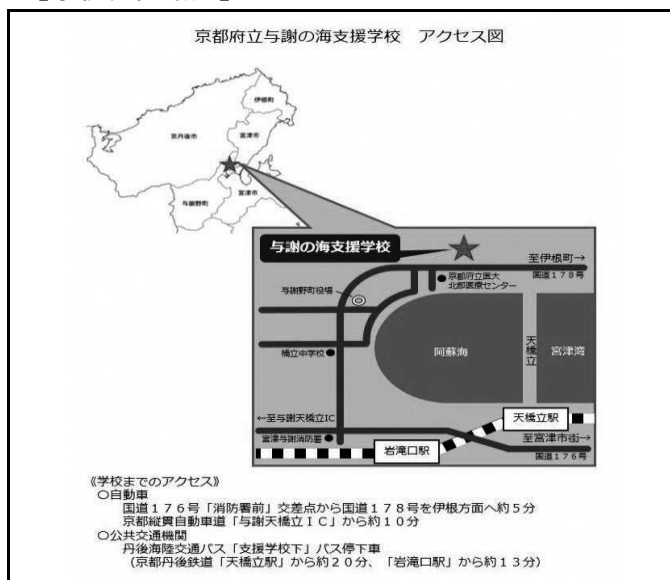 京都府立与謝の海支援学校 アクセス図
伊根町
京丹後市
宮津市
与謝野町
宮津市
与謝の海支援学校
至伊根町→
国道178号
京都府立医大
北部医療センター
与謝野町役場
橋立中学校
阿蘇海
天橋立
宮津湾
←至与謝天橋立IC
天橋立駅
宮津与謝消防署
岩滝口駅
至宮津市街→
国道176号
《学校までのアクセス》
○自動車
国道176号「消防署前」交差点から国道178号を伊根方面へ約5分
京都縦貫自動車道「与謝天橋立IC」から約10分
○公共交通機関
丹後海陸交通バス「支援学校下」バス停下車
(京都丹後鉄道「天橋立駅」から約20分、「岩滝口駅」から約13分)